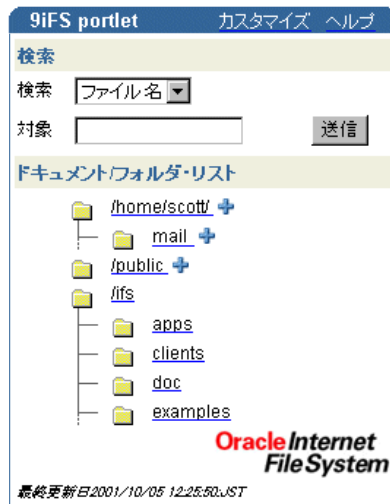 9iFS portlet カスタマイズ ヘルプ
検索
検索 ファイル名
対象 送信
ドキュメント/フォルダ・リスト
/home/scott/
mail
/public
/ifs
apps
clients
doc
examples
Oracle Internet
File System
最終更新日2001/10/05 12:25:50:JST